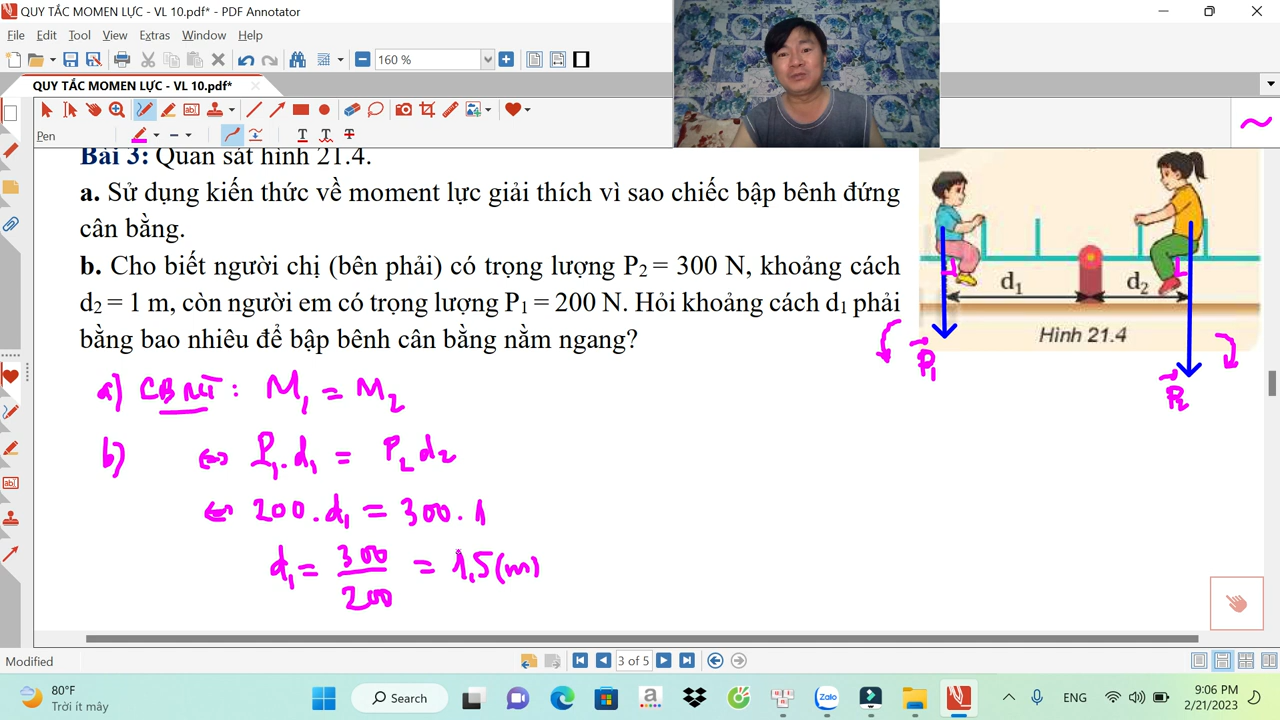 QUY TẮC MOMEN LỰC - VL 10.pdf* - PDF Annotator
File Edit Tool View Extras Window Help
160 %
QUY TẮC MOMEN LỰC - VL 10.pdf*
Pen
Bài 3: Quan sát hình 21.4.
a. Sử dụng kiến thức về moment lực giải thích vì sao chiếc bập bênh đứng
cân bằng.
b. Cho biết người chị (bên phải) có trọng lượng P₂ = 300 N, khoảng cách
d₂ = 1 m, còn người em có trọng lượng P₁ = 200 N. Hỏi khoảng cách d₁ phải
bằng bao nhiêu để bập bênh cân bằng nằm ngang?
d₁ d₂
Hình 21.4
P₁
P₂
a) : M₁ = M₂
b) ⇔ P₁.d₁ = P₂d₂
⇔ 200.d₁ = 300.1
d₁ = 300/200 = 1,5(m)
3 of 5
Modified
80°F
Trời ít mây
Search
a
Zalo
ENG
9:06 PM
2/21/2023